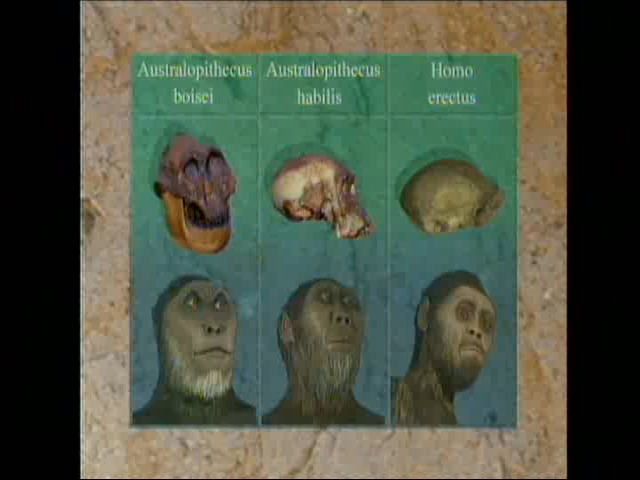 Australopithecus
boisei
Australopithecus
habilis
Homo
erectus